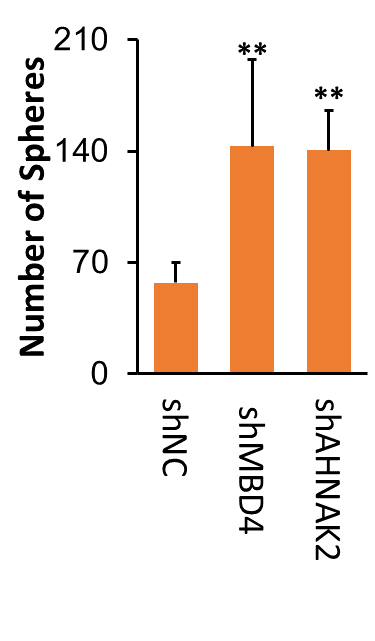 Number of Spheres
210
140
70
0
**
**
shNC
shMBD4
shAHNAK2